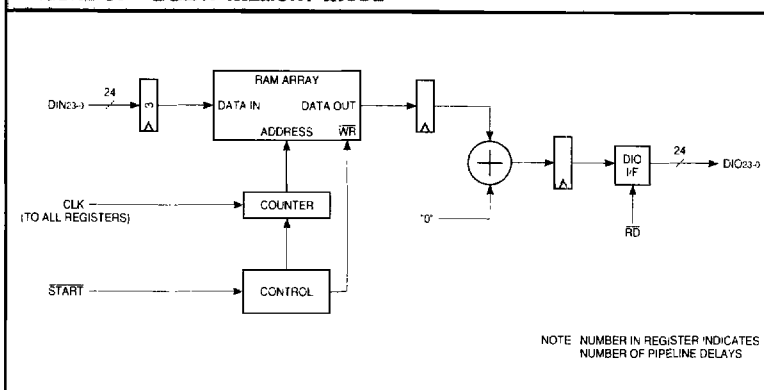 RAM ARRAY
DIN23-0
24
3
DATA IN
DATA OUT
ADDRESS
WR
24
DIO
I/F
DIO23-0
CLK
(TO ALL REGISTERS)
COUNTER
"0"
RD
START
CONTROL
NOTE NUMBER IN REGISTER INDICATES
NUMBER OF PIPELINE DELAYS